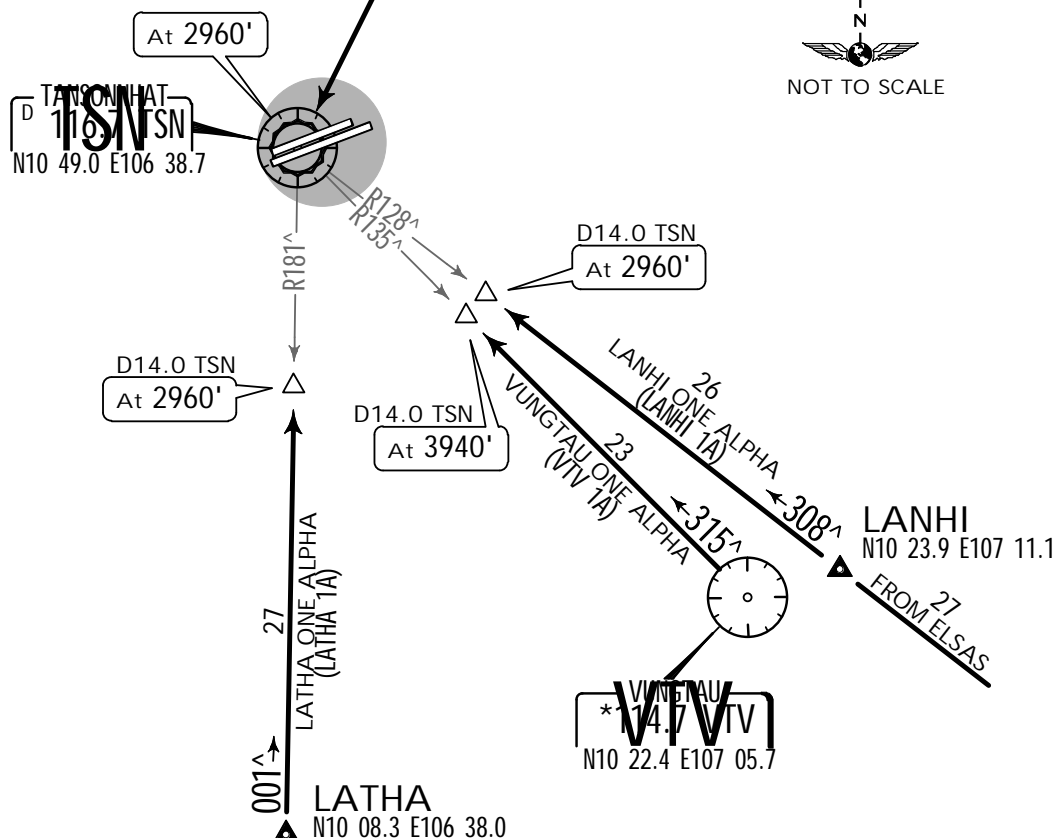 At 2960'
N
NOT TO SCALE
TANSONNHAT
D 116.7 TSN
TSN
N10 49.0 E106 38.7
R128^
R135^
R181^
D14.0 TSN
At 2960'
D14.0 TSN
At 2960'
D14.0 TSN
At 3940'
26
LANHI ONE ALPHA
(LANHI 1A)
23
VUNGTAU ONE ALPHA
(VTV 1A)
308^
315^
LANHI
N10 23.9 E107 11.1
27
FROM ELSAS
27
LATHA ONE ALPHA
(LATHA 1A)
VUNGTAU
*114.7 VTV
VTV
N10 22.4 E107 05.7
001^
LATHA
N10 08.3 E106 38.0